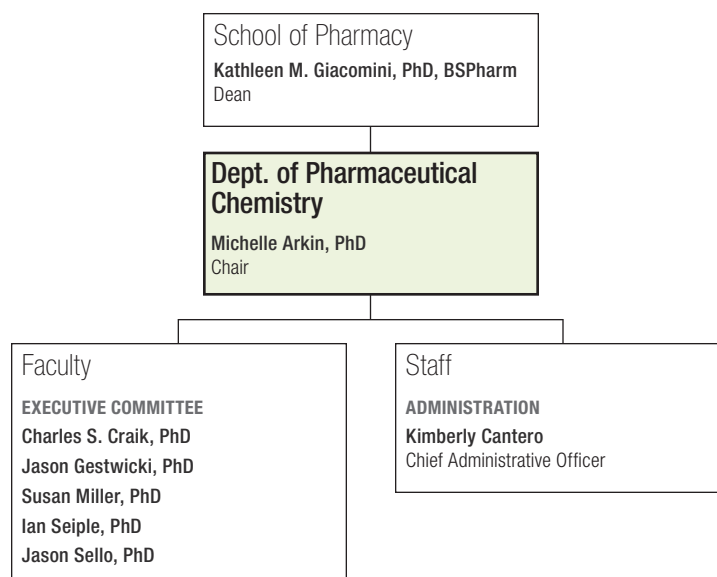 School of Pharmacy
Kathleen M. Giacomini, PhD, BSPharm
Dean
Dept. of Pharmaceutical
Chemistry
Michelle Arkin, PhD
Chair
Faculty
EXECUTIVE COMMITTEE
Charles S. Craik, PhD
Jason Gestwicki, PhD
Susan Miller, PhD
Ian Seiple, PhD
Jason Sello, PhD
Staff
ADMINISTRATION
Kimberly Cantero
Chief Administrative Officer